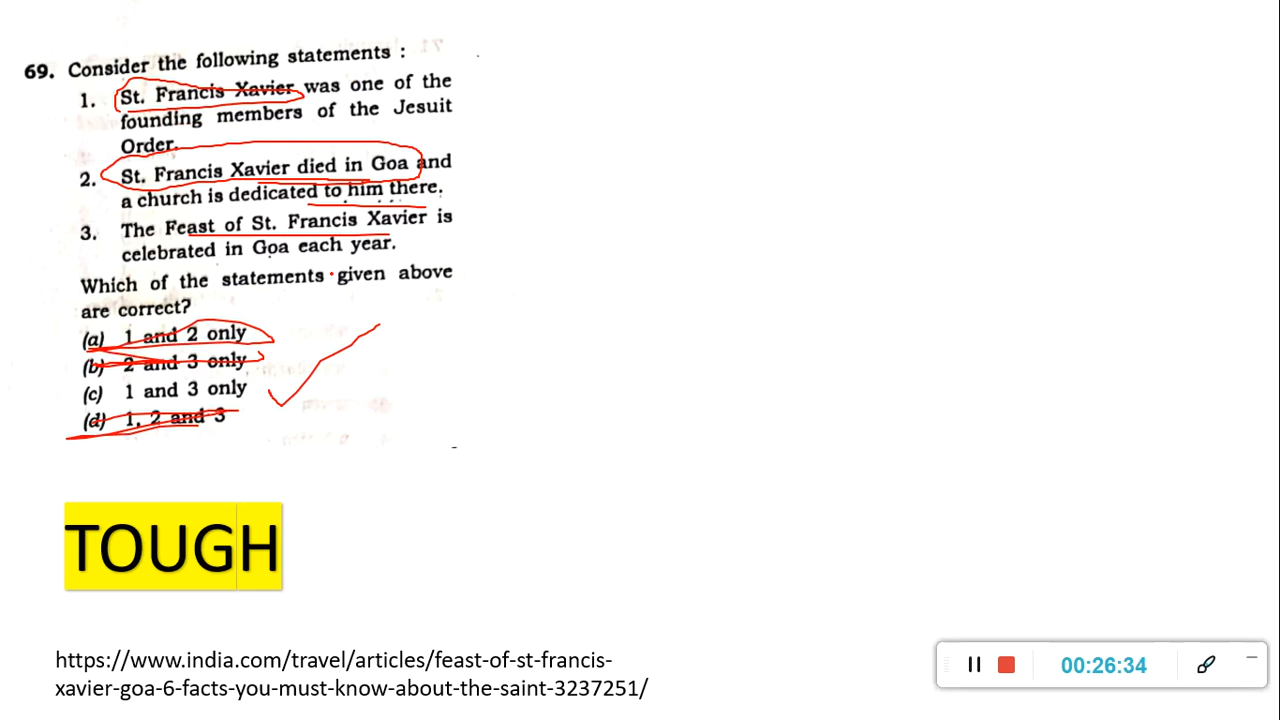 69. Consider the following statements :
1. St. Francis Xavier was one of the
founding members of the Jesuit
Order.
2. St. Francis Xavier died in Goa and
a church is dedicated to him there.
3. The Feast of St. Francis Xavier is
celebrated in Goa each year.
Which of the statements given above
are correct?
(a) 1 and 2 only
(b) 2 and 3 only
(c) 1 and 3 only
(d) 1, 2 and 3
TOUGH
https://www.india.com/travel/articles/feast-of-st-francis-
xavier-goa-6-facts-you-must-know-about-the-saint-3237251/
00:26:34